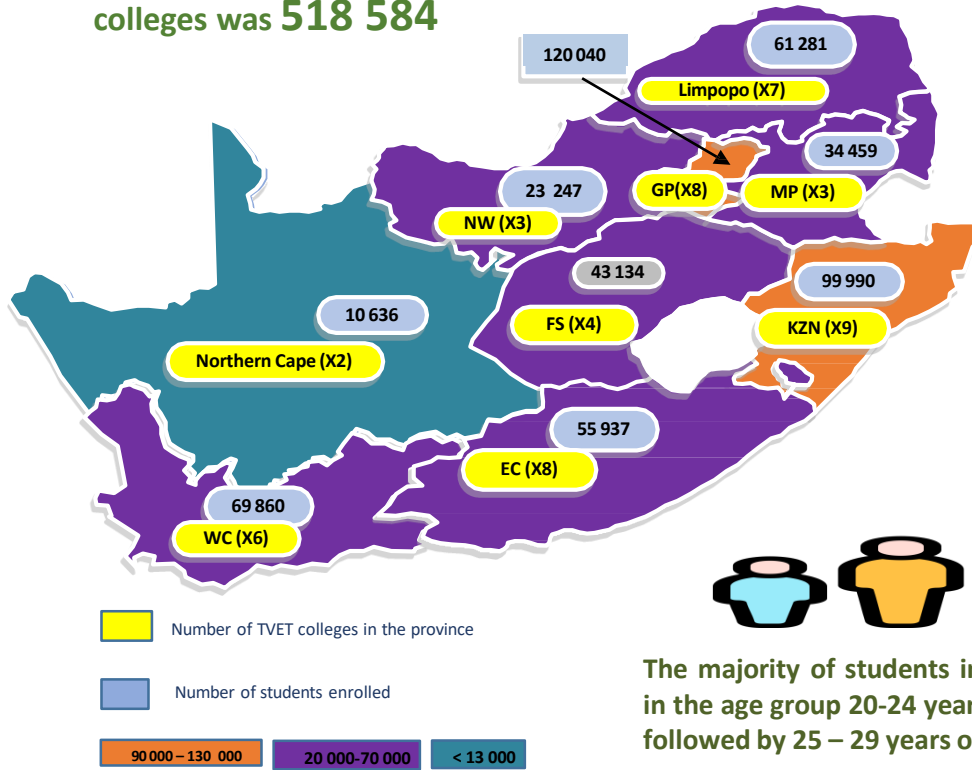 colleges was 518 584
61 281
120 040
Limpopo (X7)
34 459
23 247
GP(X8)
MP (X3)
NW (X3)
43 134
99 990
10 636
FS (X4)
KZN (X9)
Northern Cape (X2)
55 937
EC (X8)
69 860
WC (X6)
Number of TVET colleges in the province
Number of students enrolled
The majority of students in
in the age group 20-24 year
followed by 25 – 29 years o
90 000 – 130 000
20 000-70 000
< 13 000